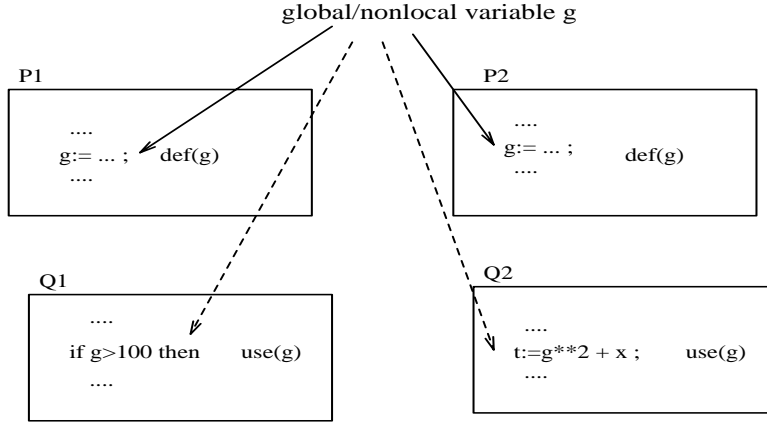 global/nonlocal variable g
P1
....
g:= ... ; def(g)
....
P2
....
g:= ... ;
def(g)
....
Q1
....
if g>100 then use(g)
....
Q2
....
t:=g**2 + x ; use(g)
....